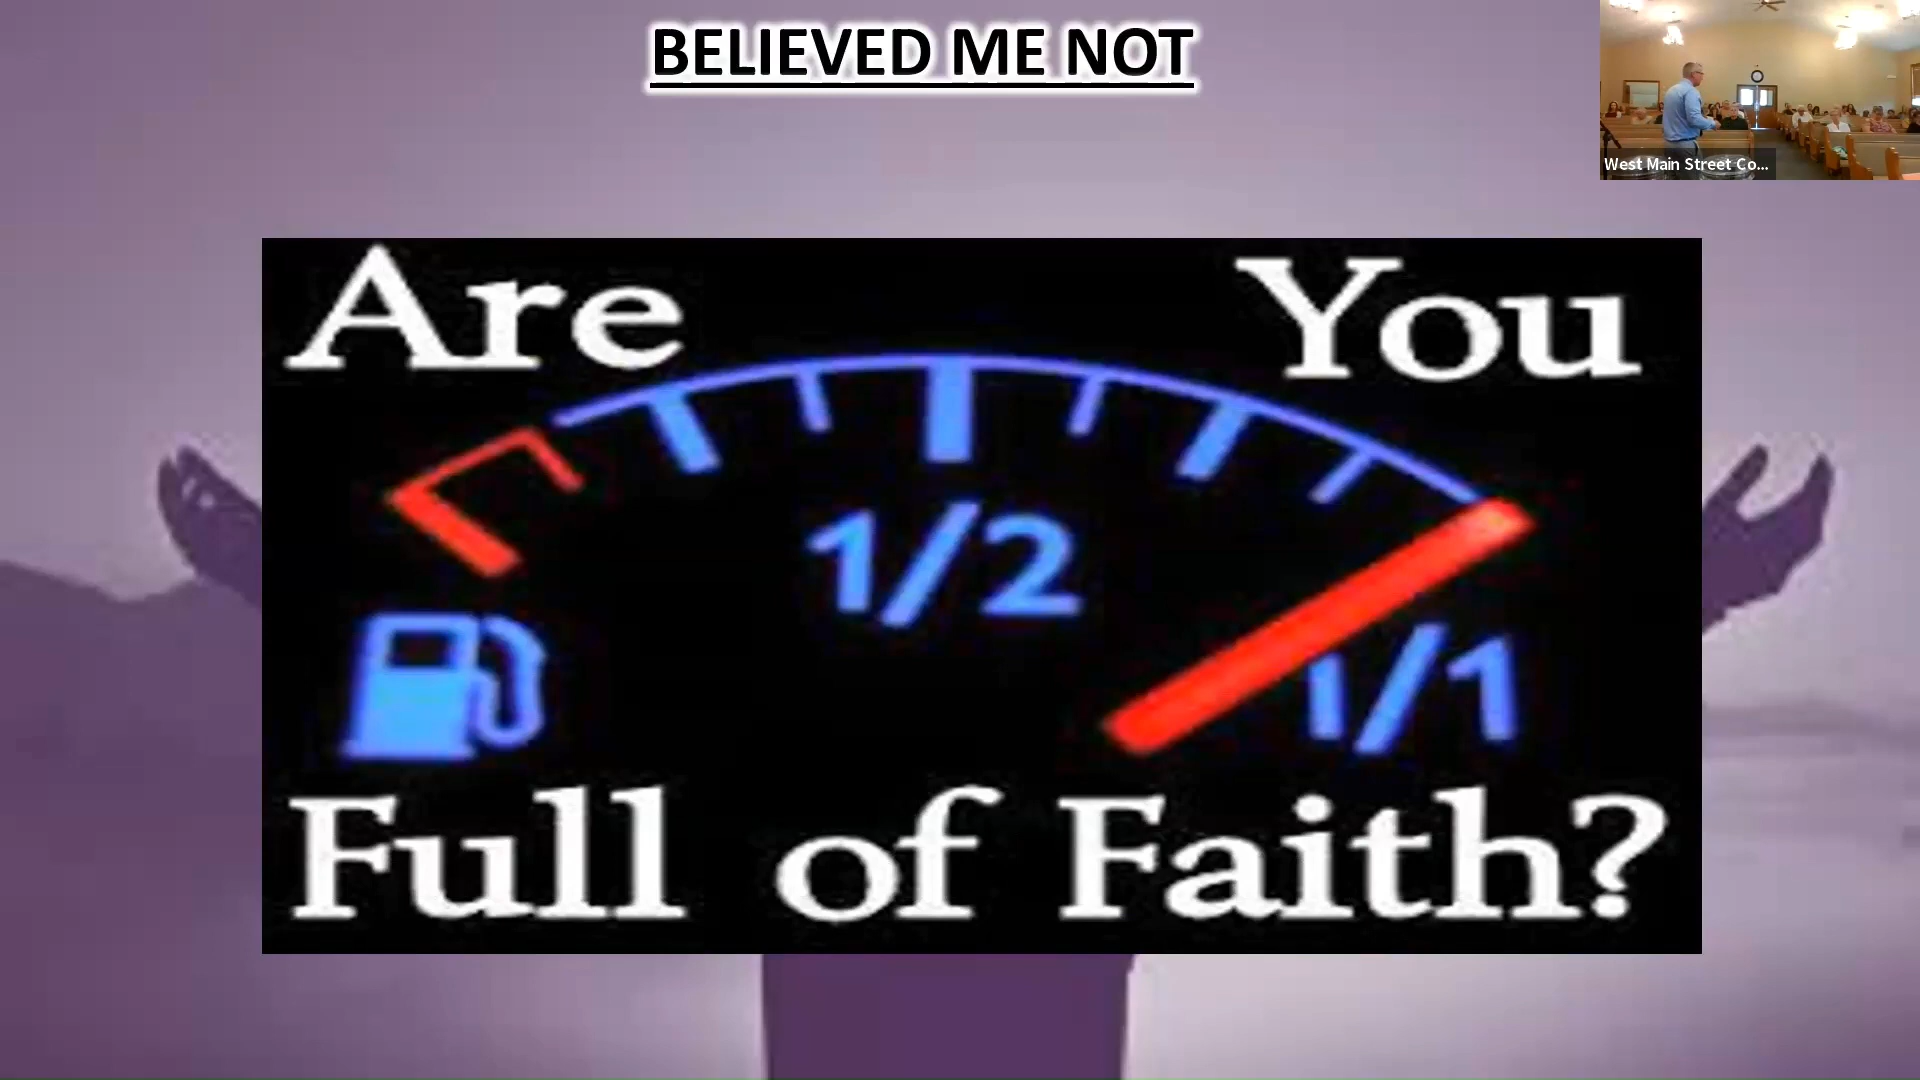 BELIEVED ME NOT
West Main Street Co...
Are You
1/2
1/1
Full of Faith?